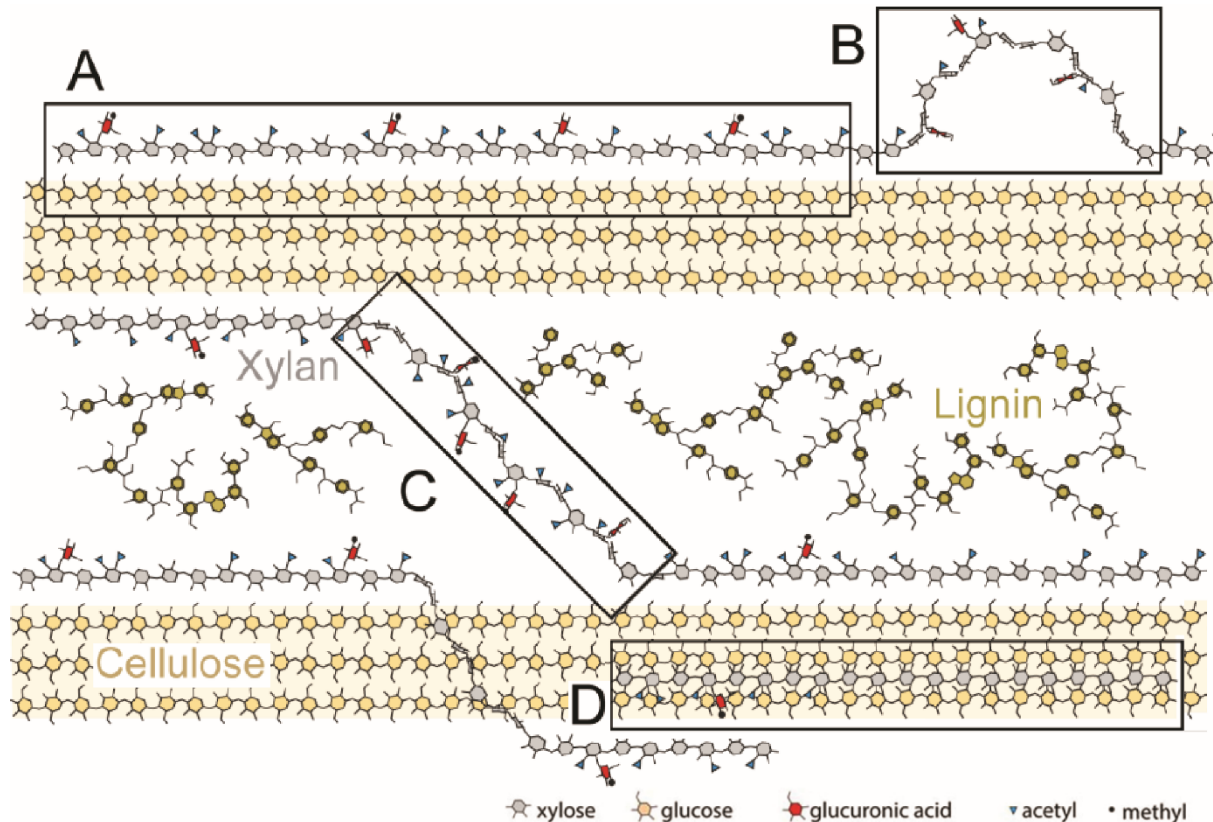 A
B
Xylan
Lignin
C
Cellulose
D
xylose glucose glucuronic acid acetyl methyl